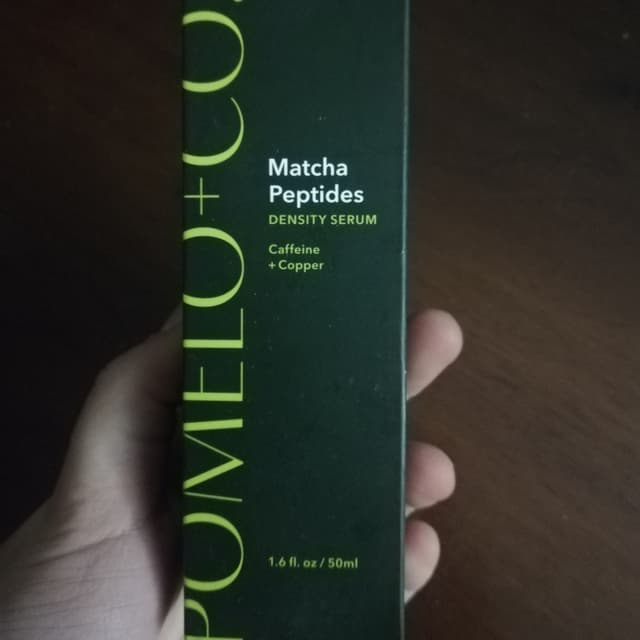 POMELO+CO.
Matcha
Peptides
DENSITY SERUM
Caffeine
+Copper
1.6 fl. oz / 50ml